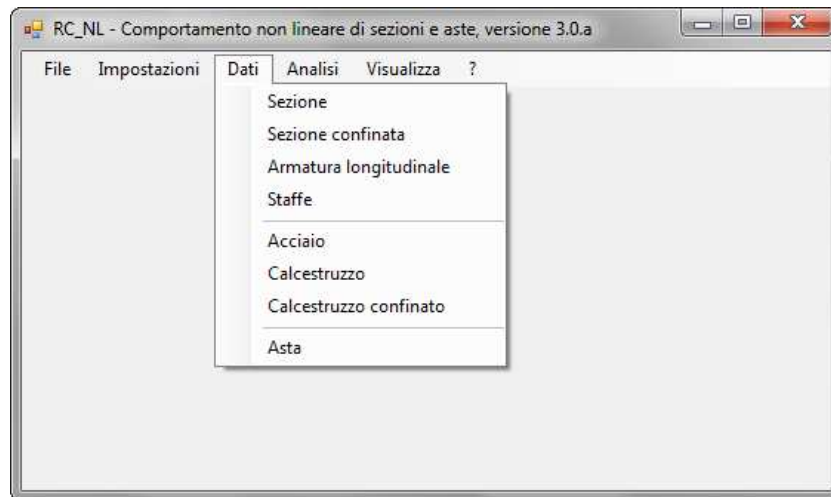 RC_NL - Comportamento non lineare di sezioni e aste, versione 3.0.a
File Impostazioni Dati Analisi Visualizza ?
Sezione
Sezione confinata
Armatura longitudinale
Staffe
Acciaio
Calcestruzzo
Calcestruzzo confinato
Asta